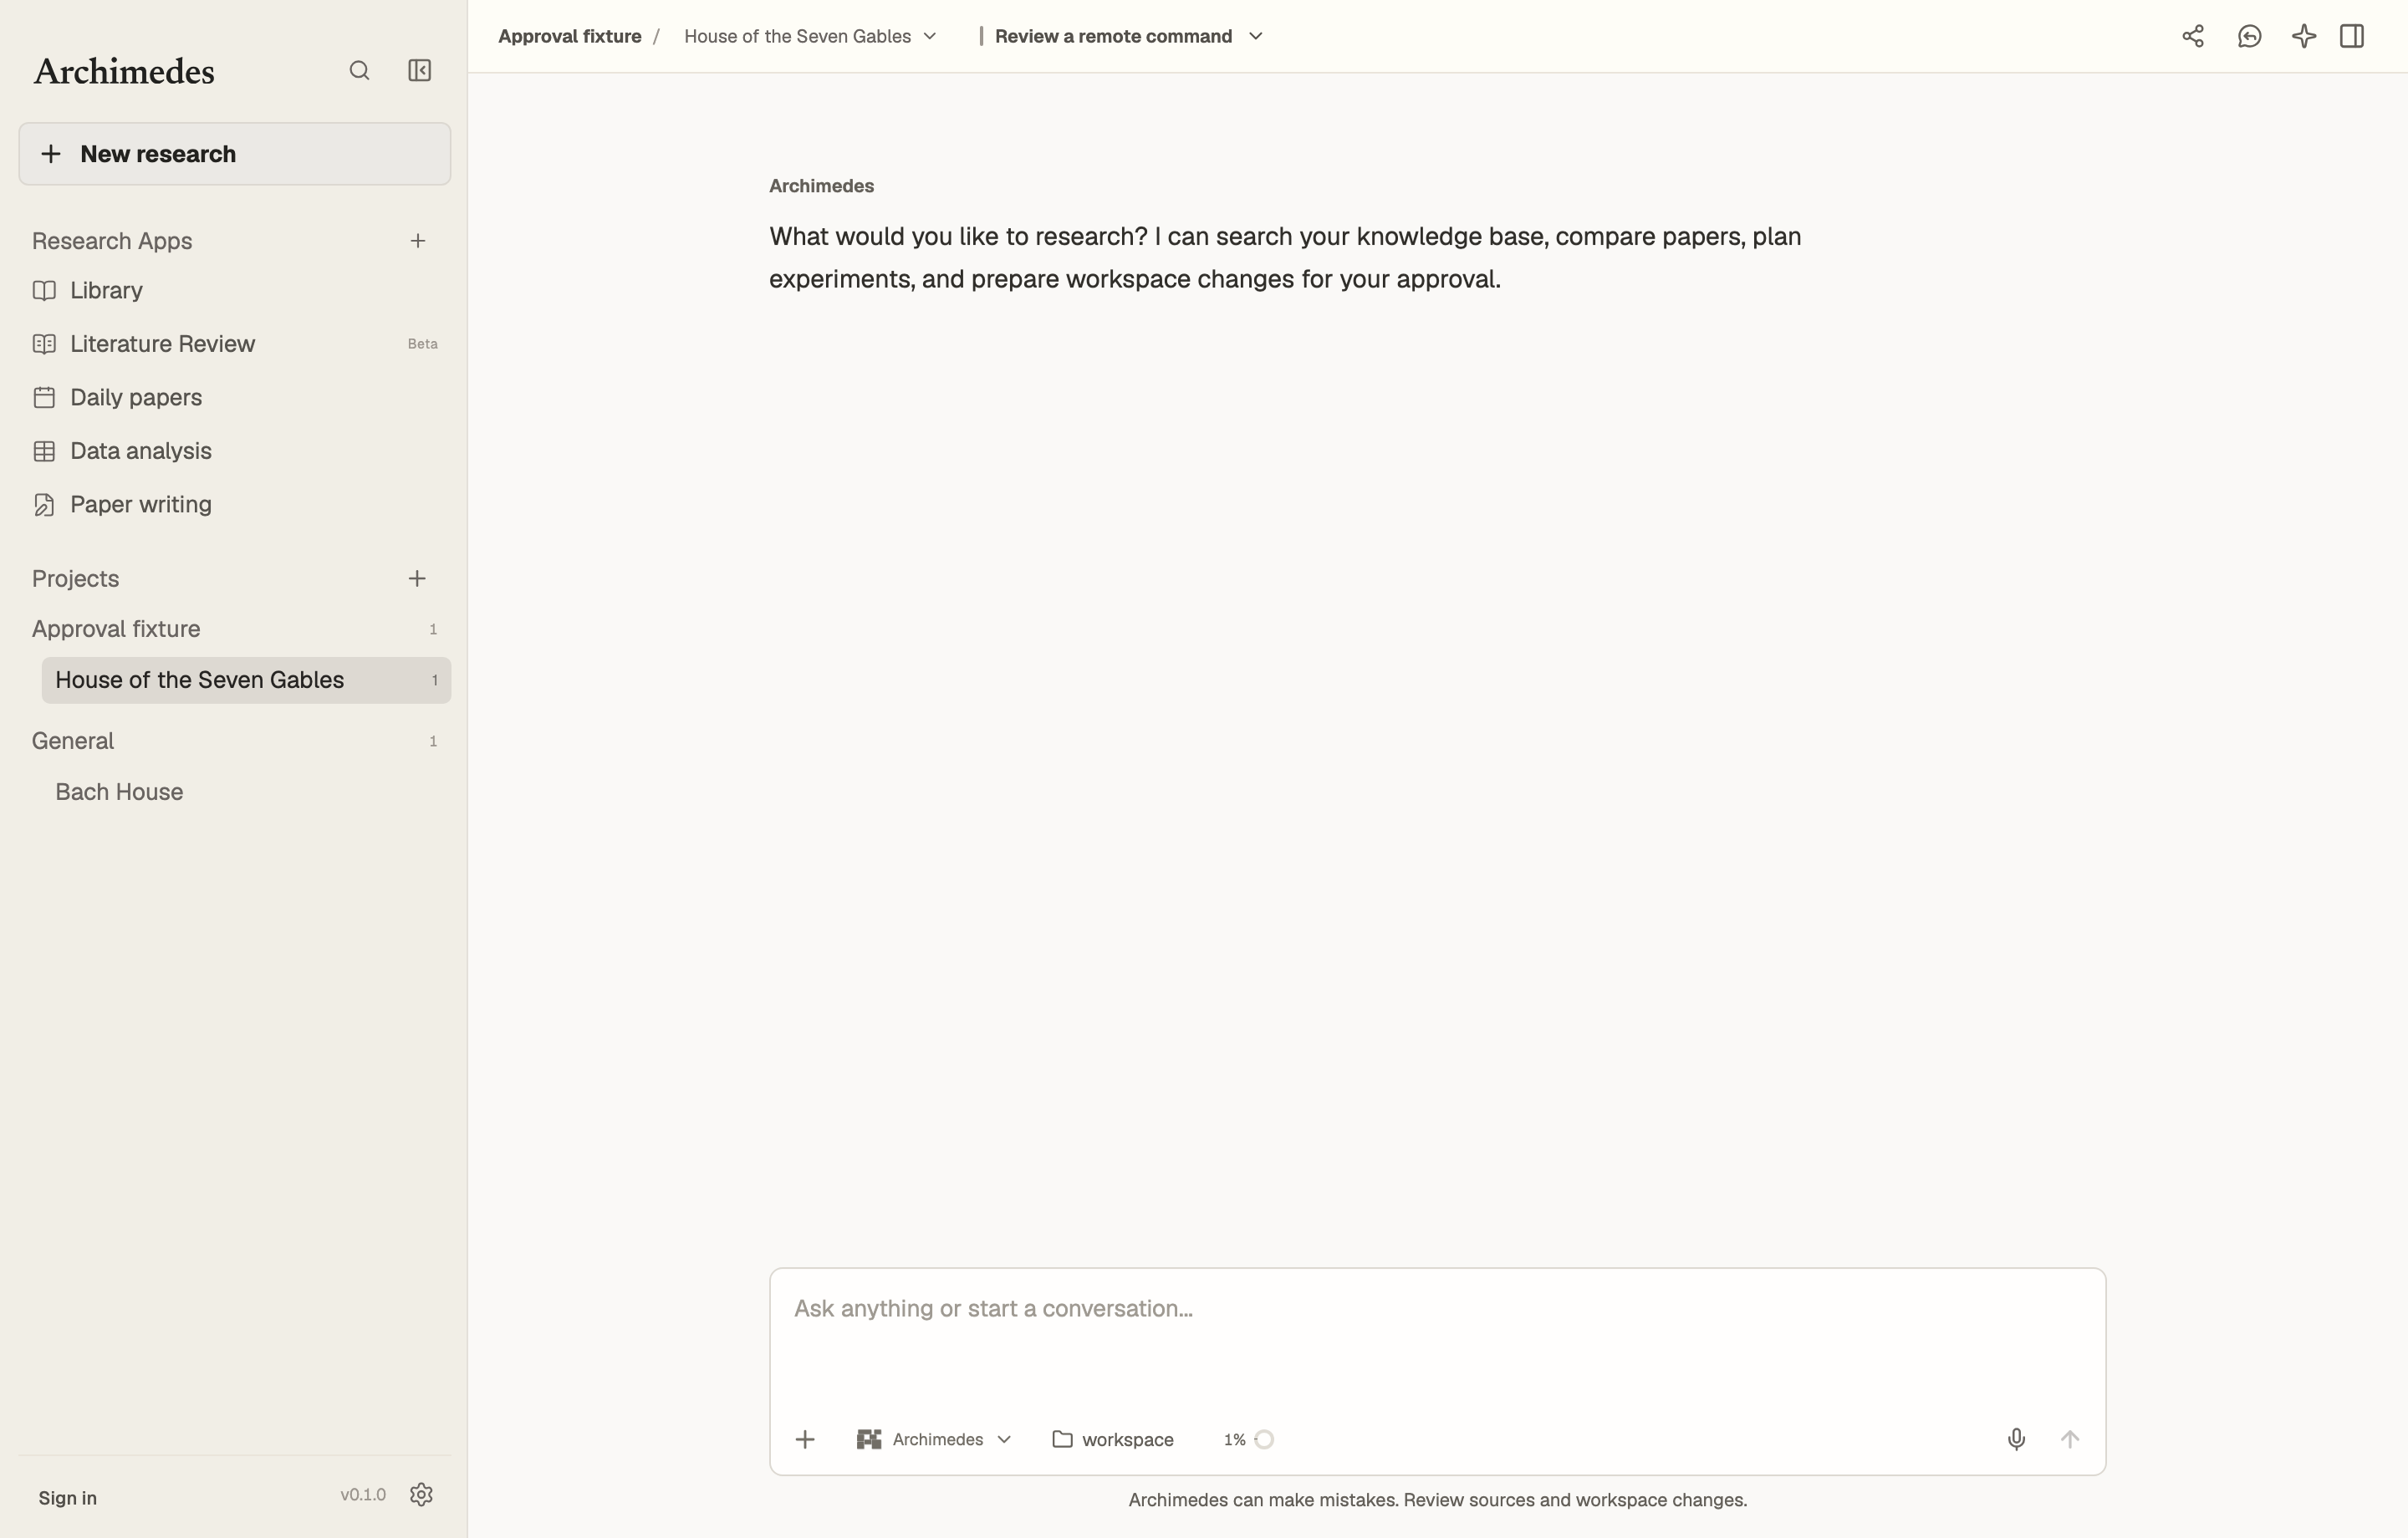 Archimedes
New research
Research Apps
Library
Literature Review Beta
Daily papers
Data analysis
Paper writing
Projects
Approval fixture 1
House of the Seven Gables 1
General 1
Bach House
Sign in v0.1.0
Approval fixture / House of the Seven Gables | Review a remote command
Archimedes
What would you like to research? I can search your knowledge base, compare papers, plan
experiments, and prepare workspace changes for your approval.
Ask anything or start a conversation...
Archimedes workspace 1%
Archimedes can make mistakes. Review sources and workspace changes.